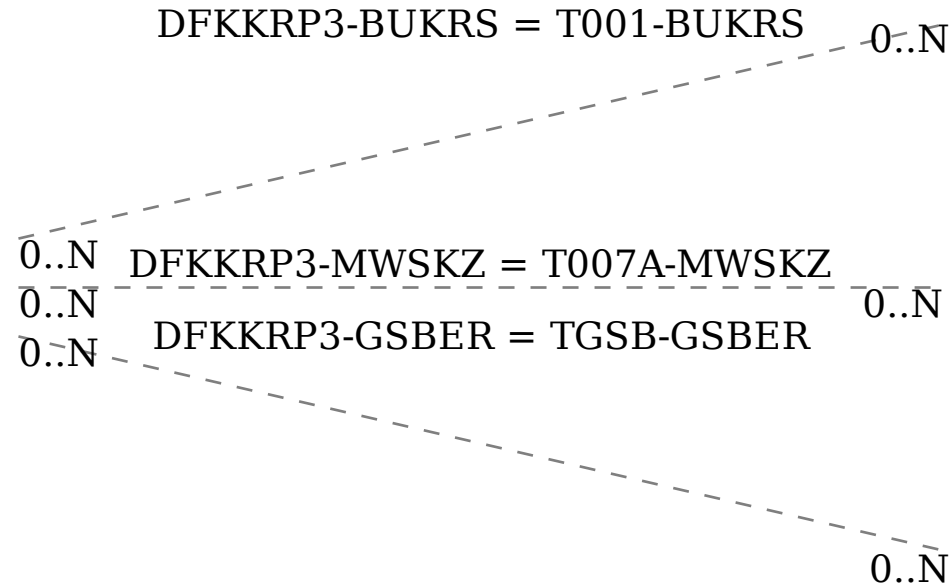 DFKKRP3-BUKRS = T001-BUKRS
0..N
0..N
DFKKRP3-MWSKZ = T007A-MWSKZ
0..N
0..N
DFKKRP3-GSBER = TGSB-GSBER
0..N
0..N